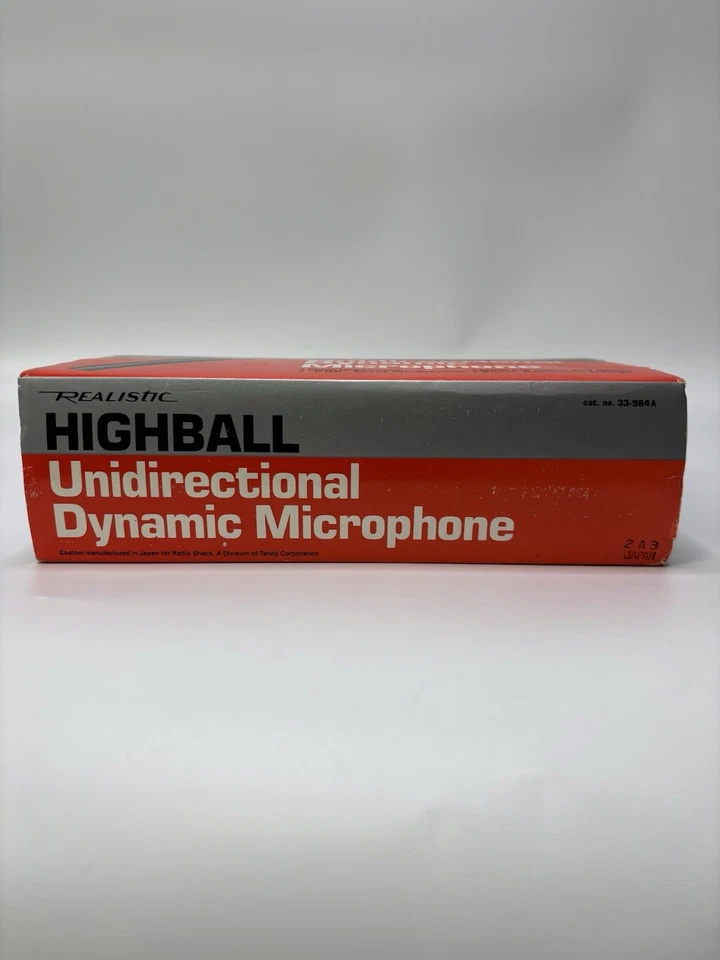 Microphone
REALISTIC
HIGHBALL
cat. no. 33-984A
Unidirectional
Dynamic Microphone
Custom manufactured in Japan for Radio Shack, A Division of Tandy Corporation.
2A3
JAPAN